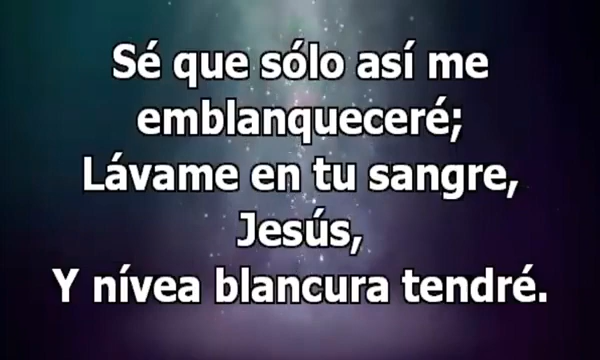 Sé que sólo así me
emblanqueceré;
Lávame en tu sangre,
Jesús,
Y nívea blancura tendré.